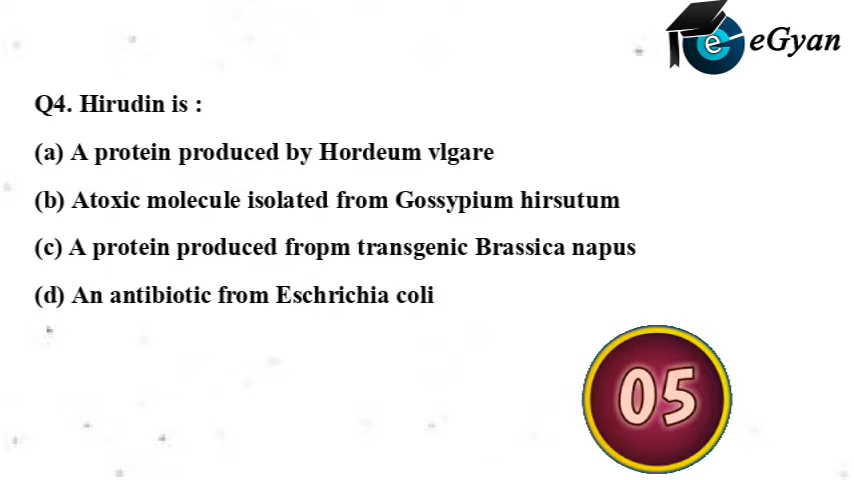 e eGyan
Q4. Hirudin is :
(a) A protein produced by Hordeum vlgare
(b) Atoxic molecule isolated from Gossypium hirsutum
(c) A protein produced fropm transgenic Brassica napus
(d) An antibiotic from Eschrichia coli
05